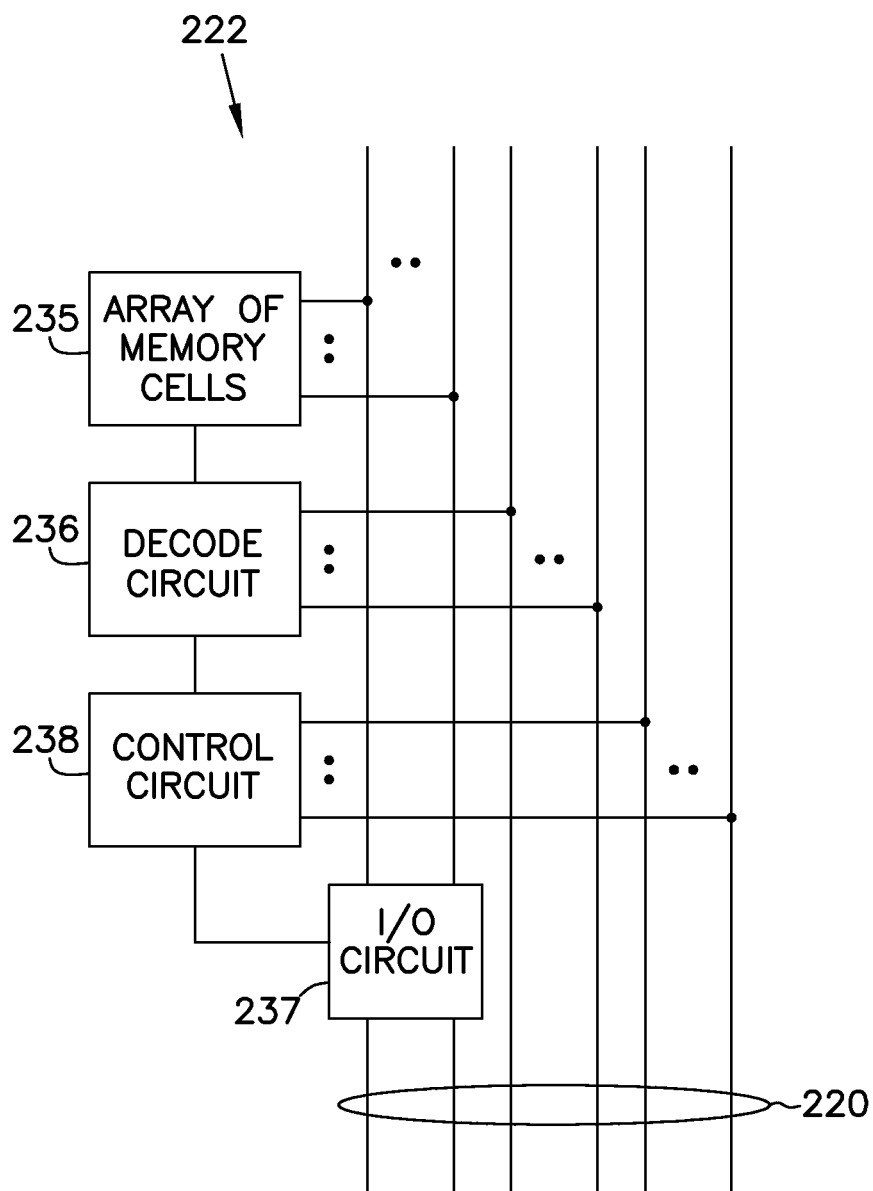 222
235
ARRAY OF
MEMORY
CELLS
236
DECODE
CIRCUIT
238
CONTROL
CIRCUIT
I/O
CIRCUIT
237
220